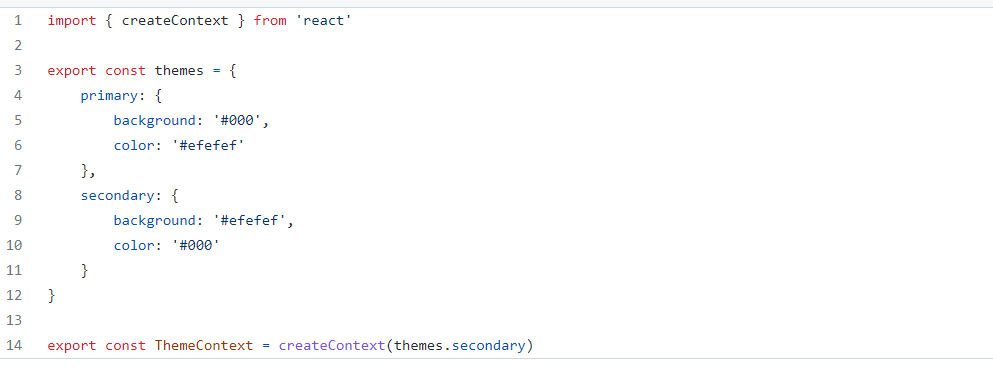 1 import { createContext } from 'react'
2
3 export const themes = {
4     primary: {
5         background: '#000',
6         color: '#efefef'
7     },
8     secondary: {
9         background: '#efefef',
10         color: '#000'
11     }
12 }
13
14 export const ThemeContext = createContext(themes.secondary)